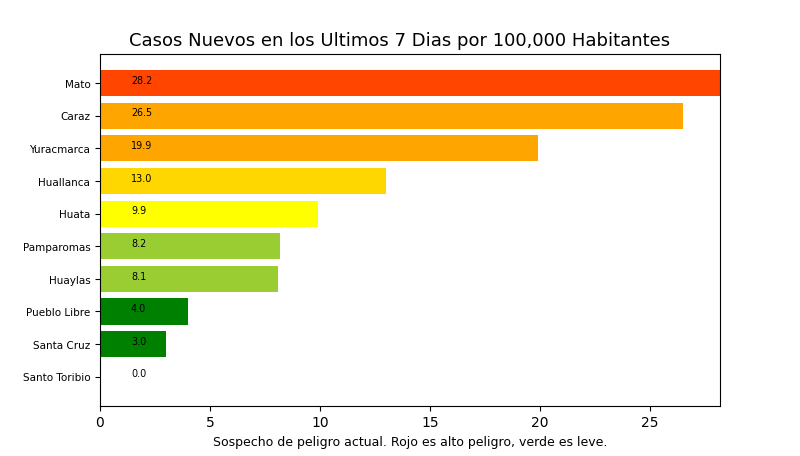 Casos Nuevos en los Ultimos 7 Dias por 100,000 Habitantes
Mato 28.2
Caraz 26.5
Yuracmarca 19.9
Huallanca 13.0
Huata 9.9
Pamparomas 8.2
Huaylas 8.1
Pueblo Libre 4.0
Santa Cruz 3.0
Santo Toribio 0.0
0 5 10 15 20 25
Sospecho de peligro actual. Rojo es alto peligro, verde es leve.